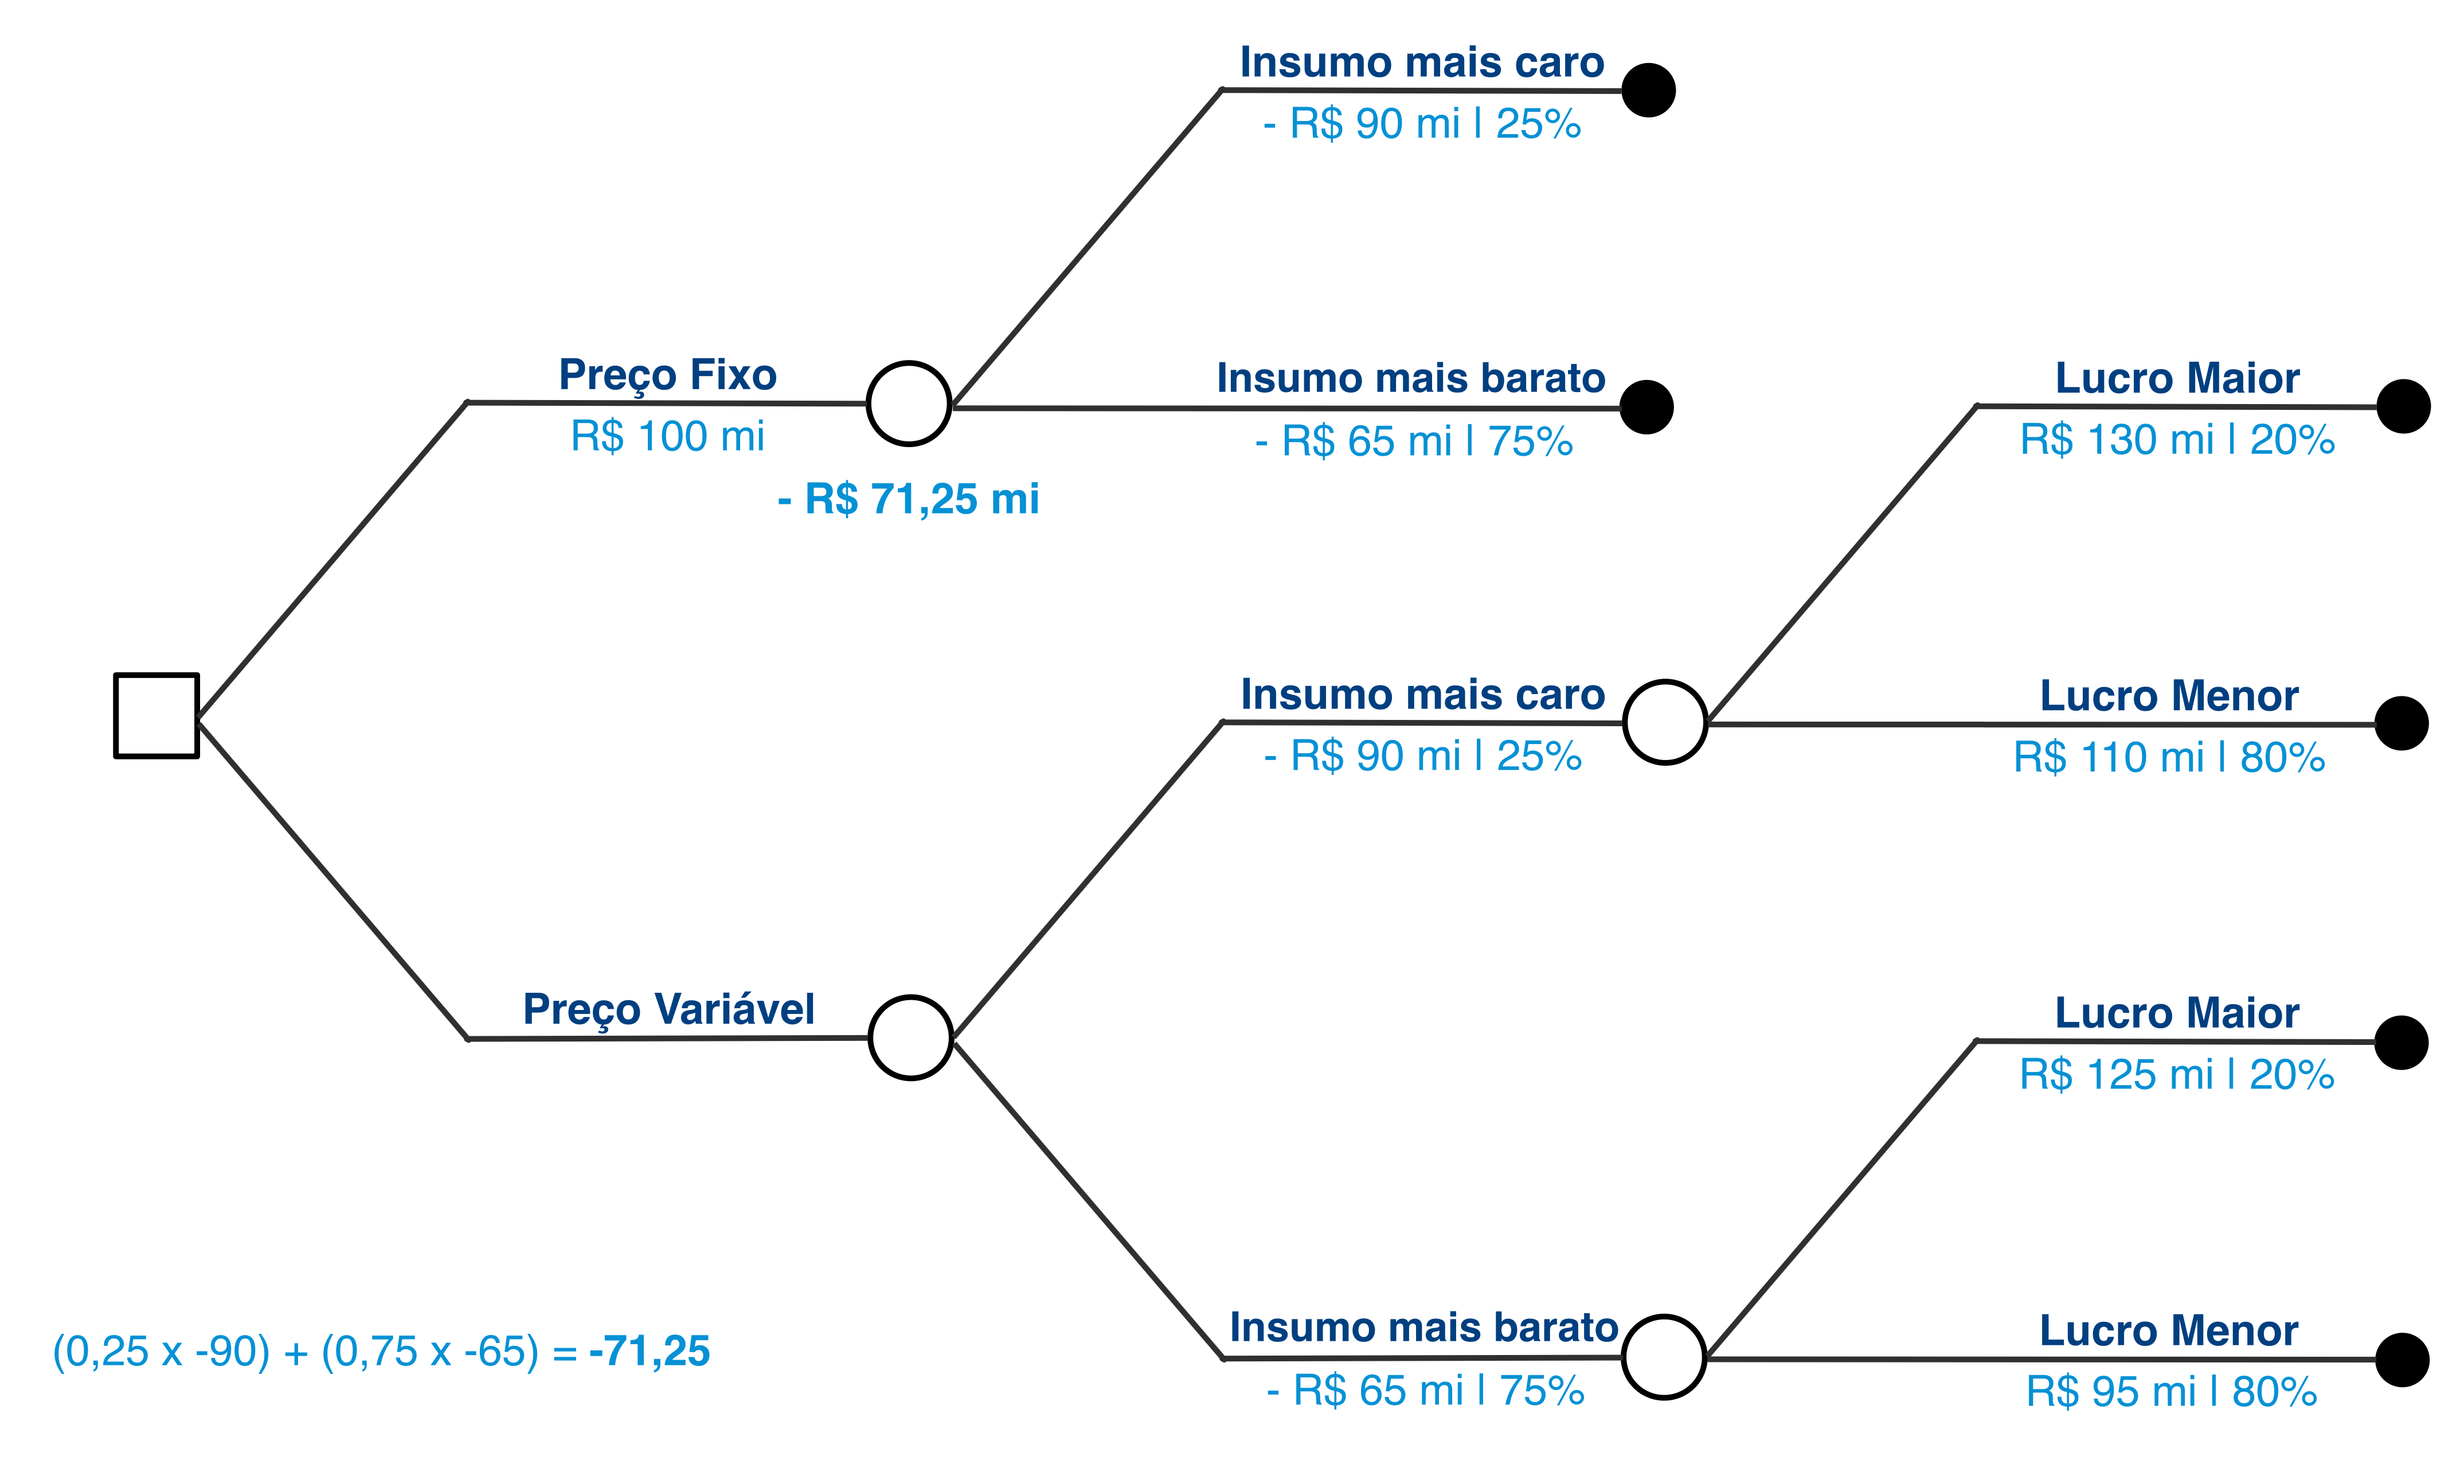 Insumo mais caro
- R$ 90 mi | 25%
Preço Fixo
R$ 100 mi
- R$ 71,25 mi
Insumo mais barato
- R$ 65 mi | 75%
Lucro Maior
R$ 130 mi | 20%
Insumo mais caro
- R$ 90 mi | 25%
Lucro Menor
R$ 110 mi | 80%
Preço Variável
Lucro Maior
R$ 125 mi | 20%
Insumo mais barato
- R$ 65 mi | 75%
Lucro Menor
R$ 95 mi | 80%
(0,25 x -90) + (0,75 x -65) = -71,25